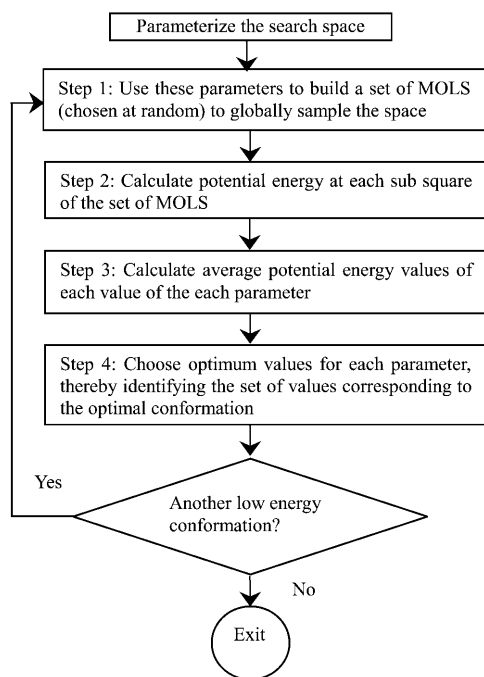 Parameterize the search space
Step 1: Use these parameters to build a set of MOLS
(chosen at random) to globally sample the space
Step 2: Calculate potential energy at each sub square
of the set of MOLS
Step 3: Calculate average potential energy values of
each value of the each parameter
Step 4: Choose optimum values for each parameter,
thereby identifying the set of values corresponding to
the optimal conformation
Yes
Another low energy
conformation?
No
Exit